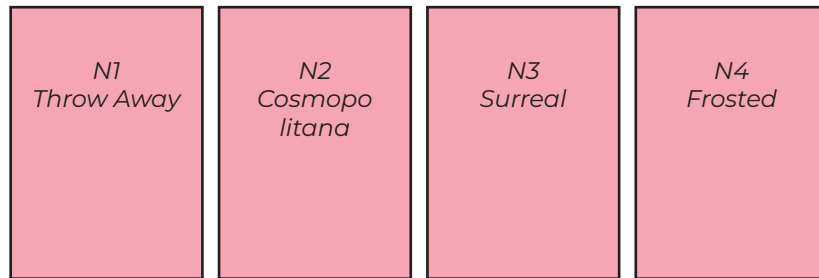 N1
Throw Away
N2
Cosmopo
litana
N3
Surreal
N4
Frosted